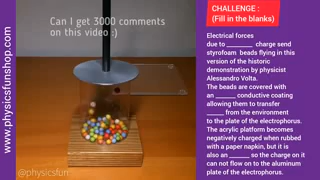 www.physicsfunshop.com
Can I get 3000 comments
on this video :)
@physicsfun
CHALLENGE :
(Fill in the blanks)
Electrical forces
due to ________ charge send
styrofoam beads flying in this
version of the historic
demonstration by physicist
Alessandro Volta.
The beads are covered with
an ______ conductive coating
allowing them to transfer
______ from the environment
to the plate of the electrophorus.
The acrylic platform becomes
negatively charged when rubbed
with a paper napkin, but it is
also an ______ so the charge on it
can not flow on to the aluminum
plate of the electrophorus.